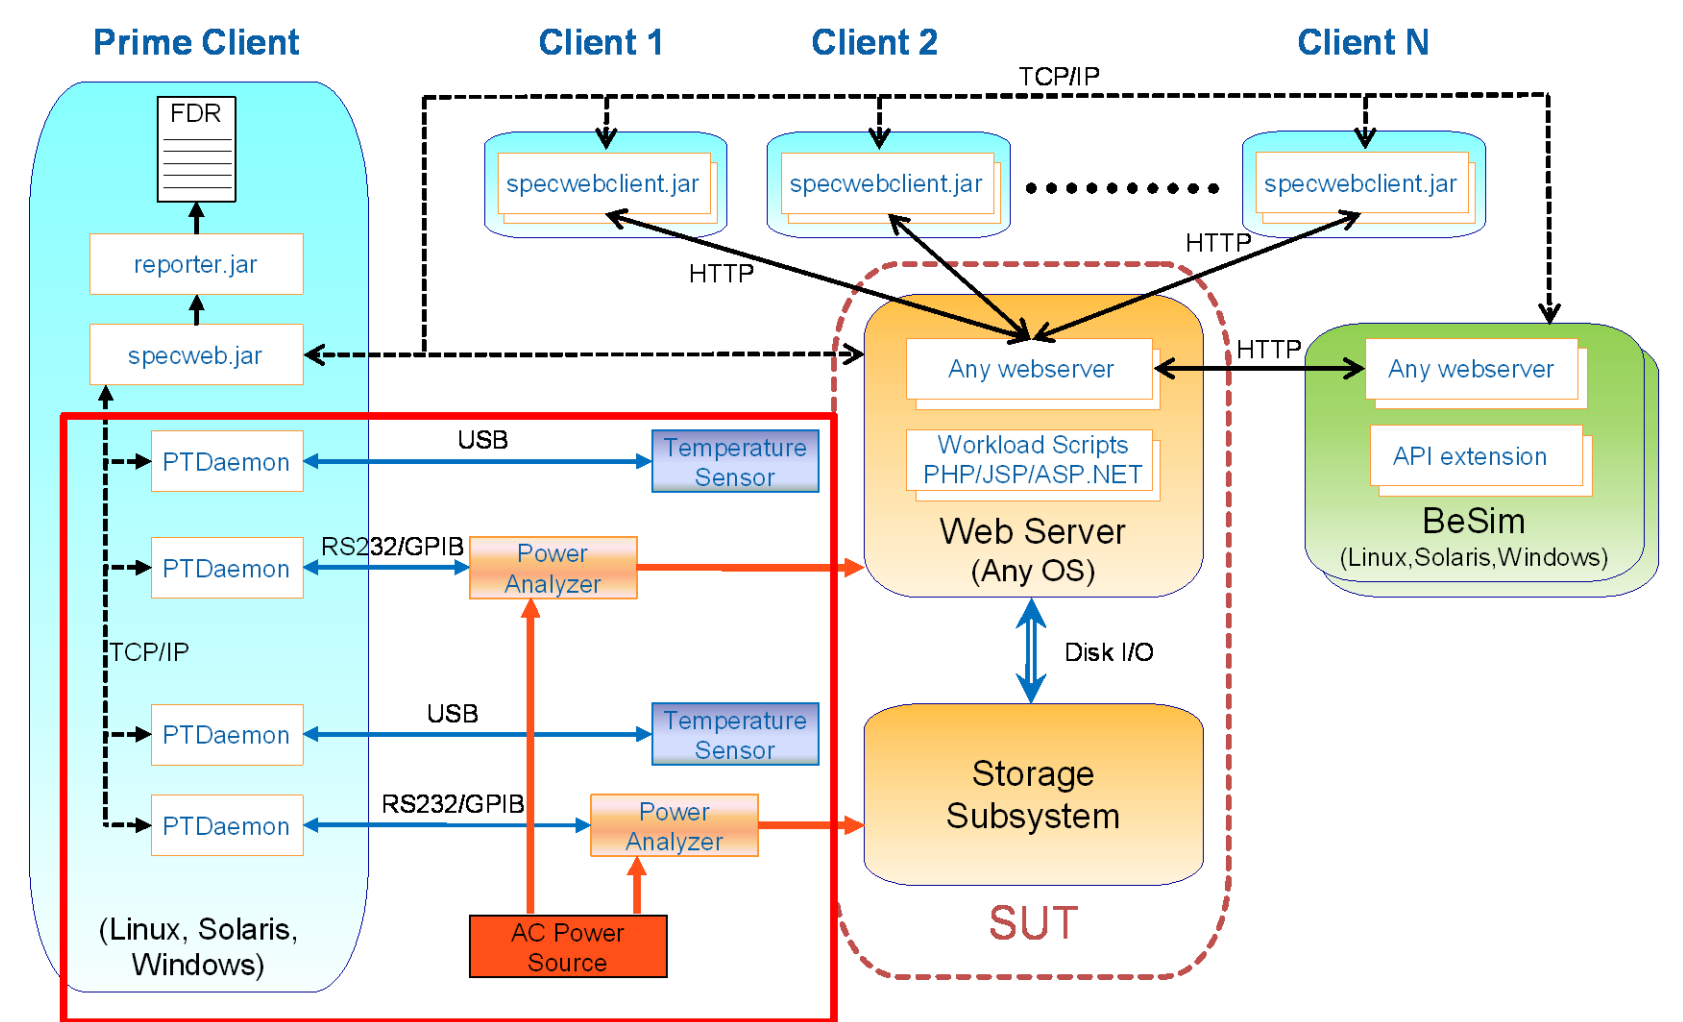 Prime Client
Client 1
Client 2
Client N
TCP/IP
FDR
specwebclient.jar
specwebclient.jar
specwebclient.jar
reporter.jar
HTTP
HTTP
specweb.jar
Any webserver
HTTP
Any webserver
PTDaemon
USB
Temperature
Sensor
Workload Scripts
PHP/JSP/ASP.NET
API extension
Web Server
(Any OS)
BeSim
(Linux,Solaris,Windows)
PTDaemon
RS232/GPIB
Power
Analyzer
TCP/IP
Disk I/O
PTDaemon
USB
Temperature
Sensor
Storage
Subsystem
PTDaemon
RS232/GPIB
Power
Analyzer
SUT
(Linux, Solaris,
Windows)
AC Power
Source